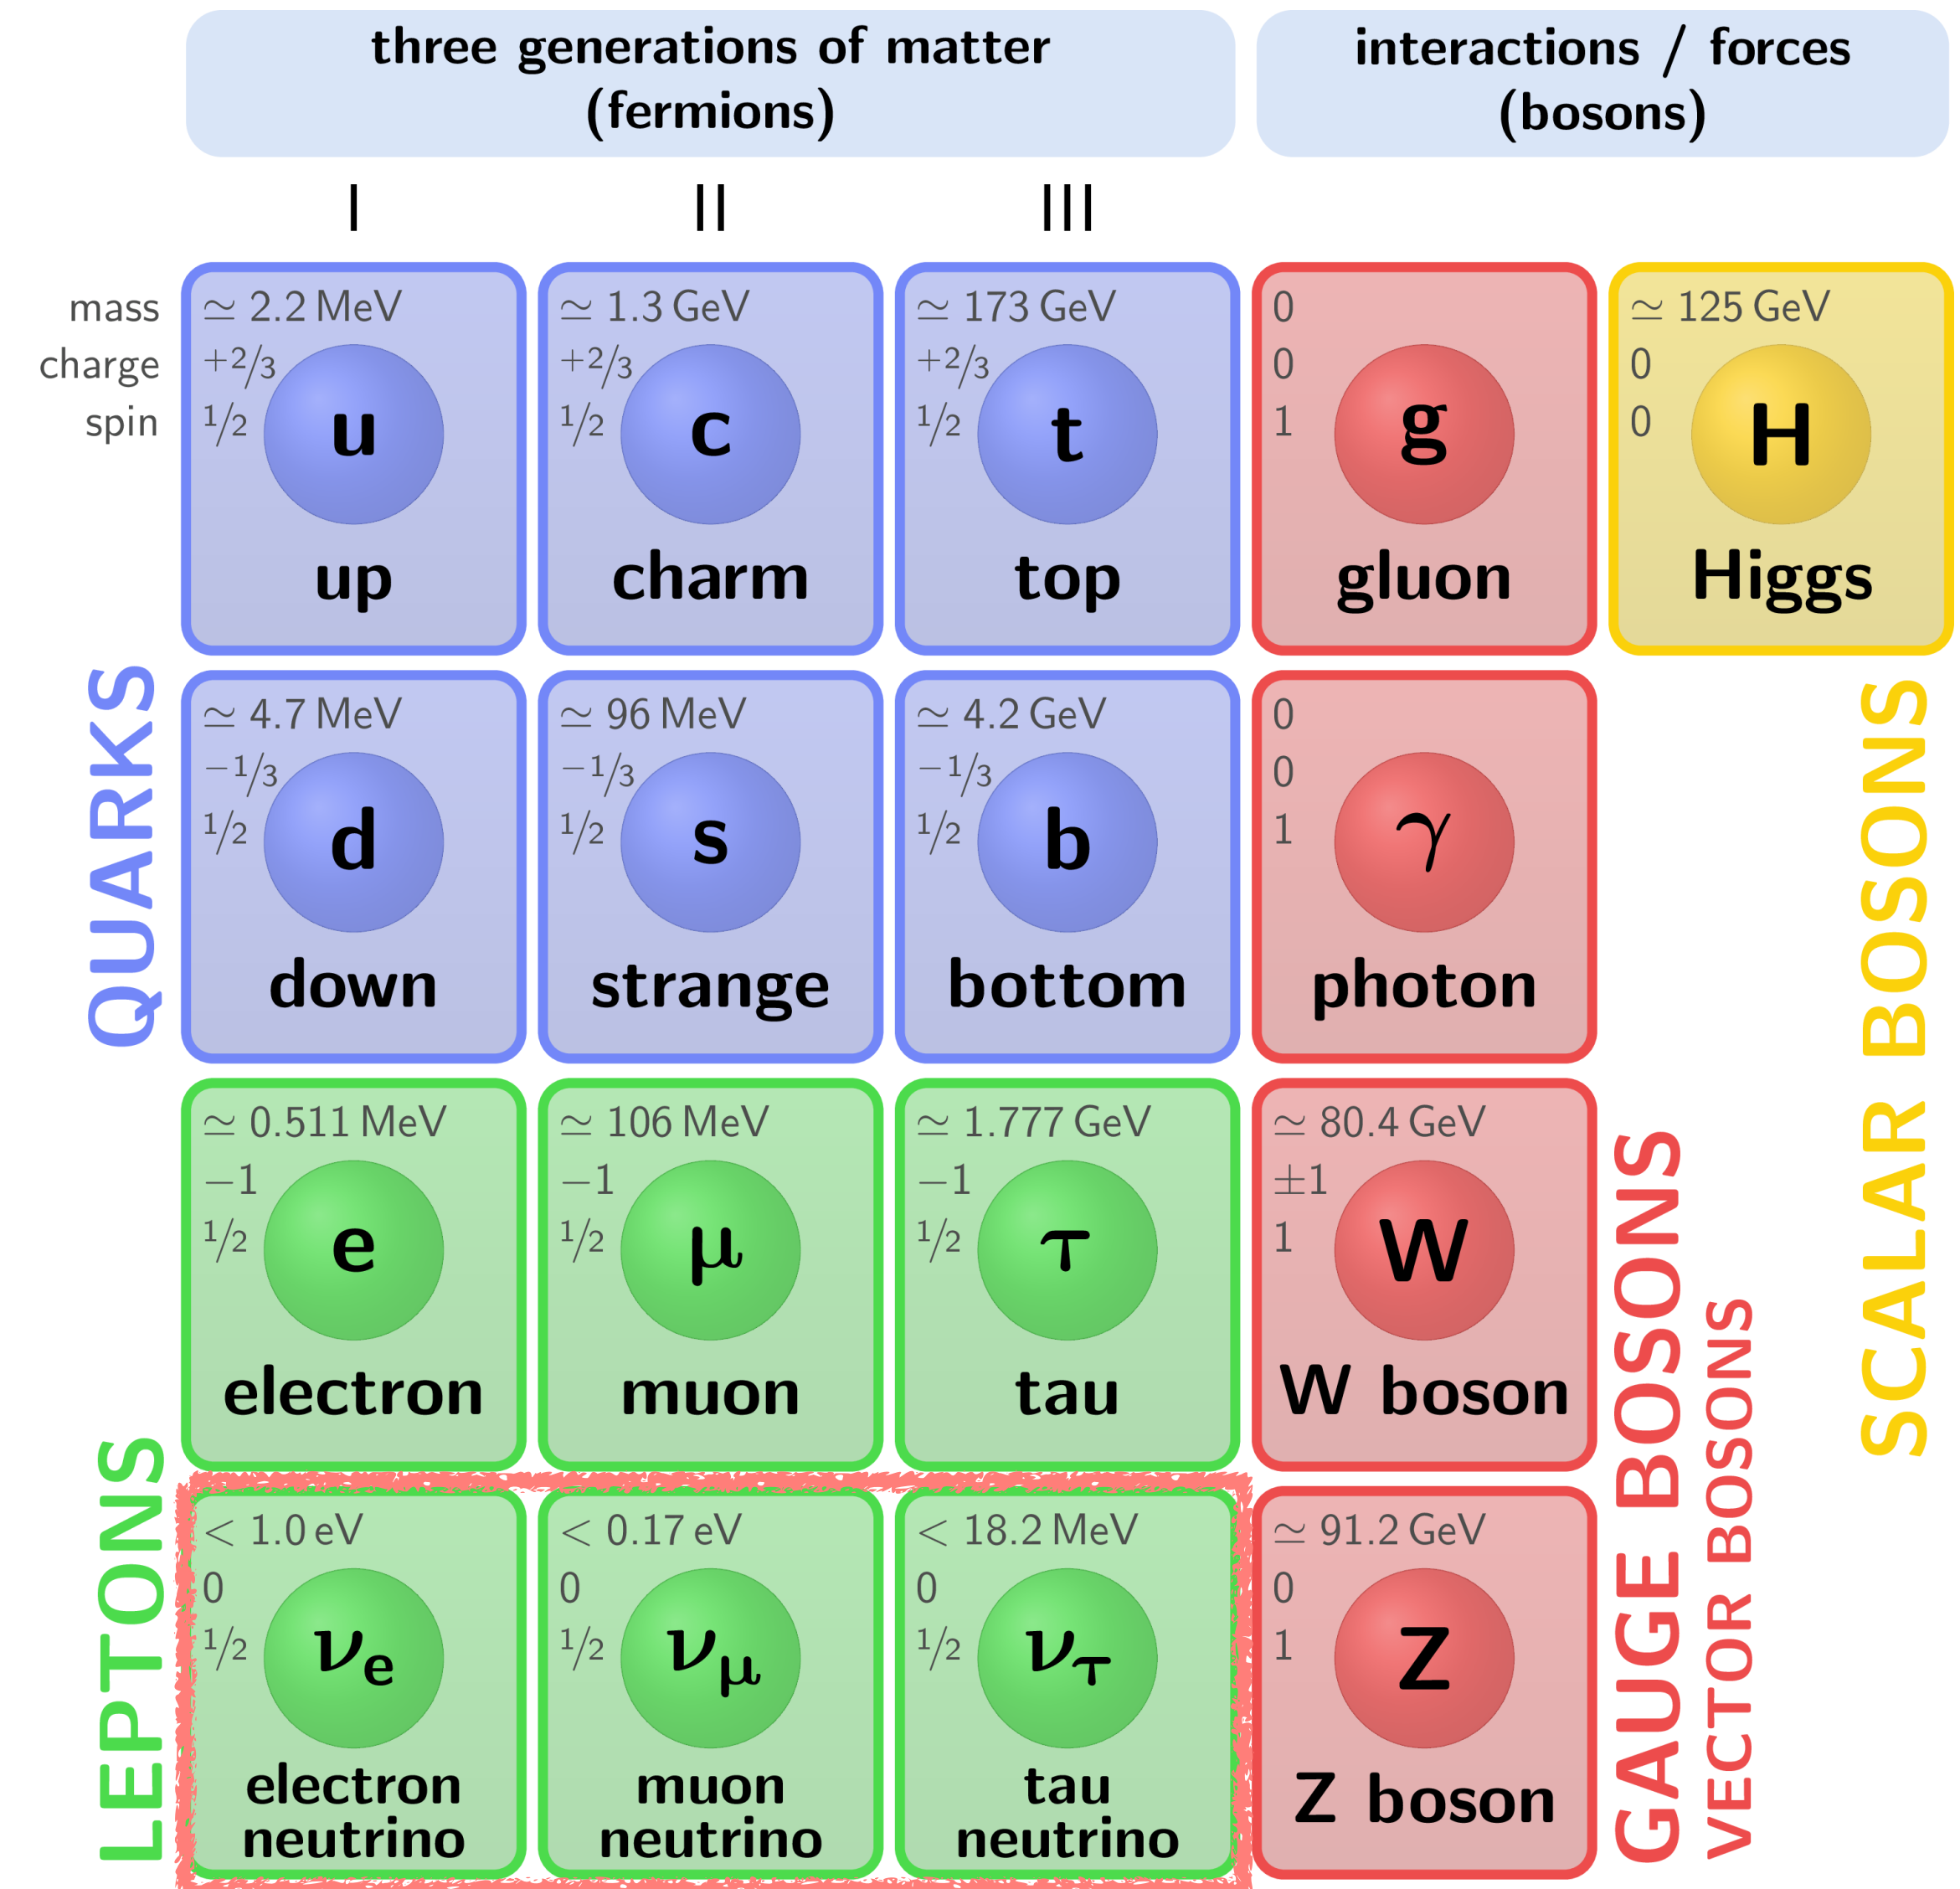 three generations of matter
(fermions)
interactions / forces
(bosons)
I
II
III
mass
charge
spin
≃ 2.2 MeV
+2/3
1/2
u
up
≃ 1.3 GeV
+2/3
1/2
c
charm
≃ 173 GeV
+2/3
1/2
t
top
0
0
1
g
gluon
≃ 125 GeV
0
0
H
Higgs
QUARKS
≃ 4.7 MeV
−1/3
1/2
d
down
≃ 96 MeV
−1/3
1/2
s
strange
≃ 4.2 GeV
−1/3
1/2
b
bottom
0
0
1
γ
photon
SCALAR BOSONS
≃ 0.511 MeV
−1
1/2
e
electron
≃ 106 MeV
−1
1/2
μ
muon
≃ 1.777 GeV
−1
1/2
τ
tau
≃ 80.4 GeV
±1
1
W
W boson
LEPTONS
< 1.0 eV
0
1/2
νe
electron
neutrino
< 0.17 eV
0
1/2
νμ
muon
neutrino
< 18.2 MeV
0
1/2
ντ
tau
neutrino
≃ 91.2 GeV
0
1
Z
Z boson
GAUGE BOSONS
VECTOR BOSONS